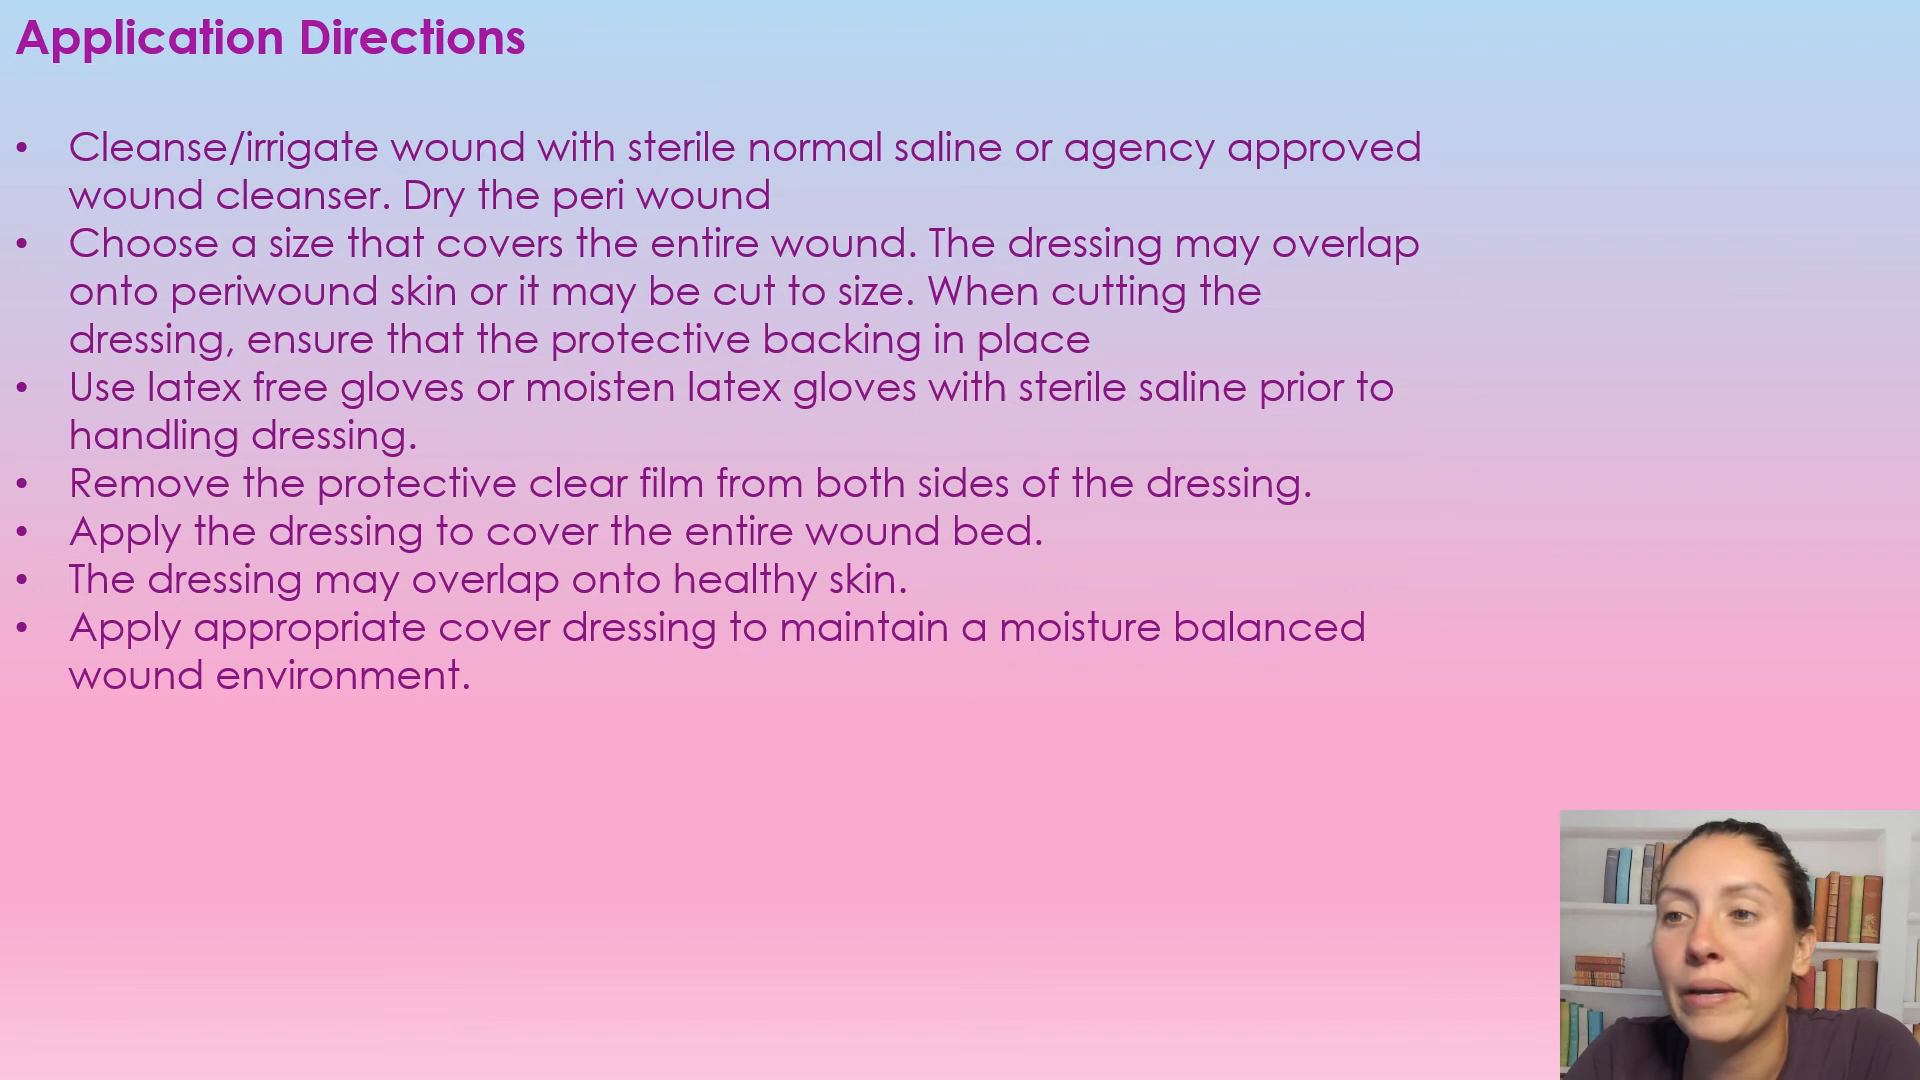 Application Directions
• Cleanse/irrigate wound with sterile normal saline or agency approved
wound cleanser. Dry the peri wound
• Choose a size that covers the entire wound. The dressing may overlap
onto periwound skin or it may be cut to size. When cutting the
dressing, ensure that the protective backing in place
• Use latex free gloves or moisten latex gloves with sterile saline prior to
handling dressing.
• Remove the protective clear film from both sides of the dressing.
• Apply the dressing to cover the entire wound bed.
• The dressing may overlap onto healthy skin.
• Apply appropriate cover dressing to maintain a moisture balanced
wound environment.